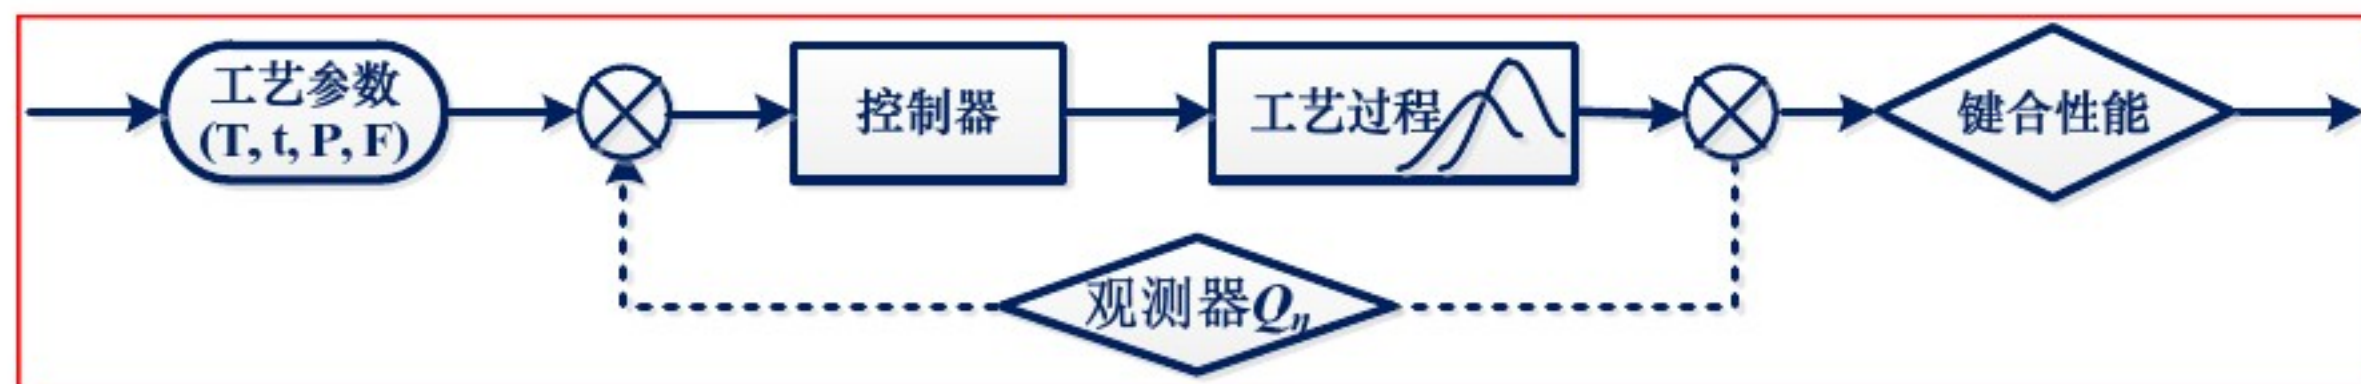 工艺参数
(T, t, P, F)
控制器
工艺过程
键合性能
观测器Qη